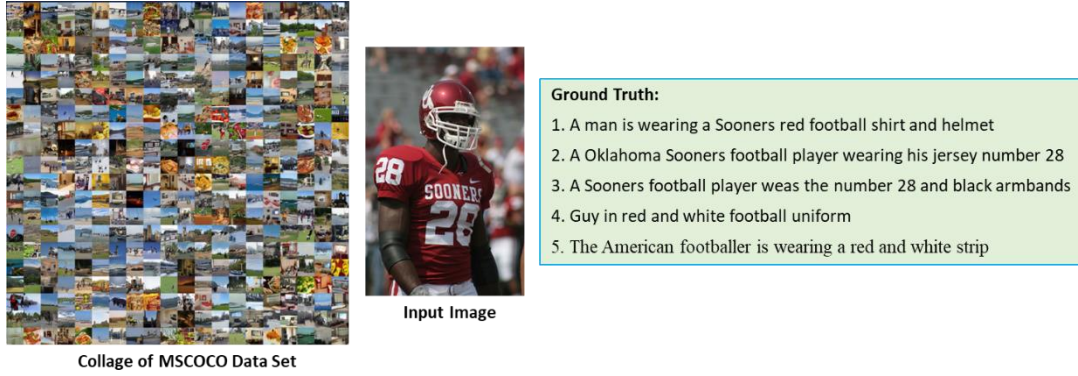 Collage of MSCOCO Data Set
28
SOONERS
28
Input Image
Ground Truth:
1. A man is wearing a Sooners red football shirt and helmet
2. A Oklahoma Sooners football player wearing his jersey number 28
3. A Sooners football player weas the number 28 and black armbands
4. Guy in red and white football uniform
5. The American footballer is wearing a red and white strip